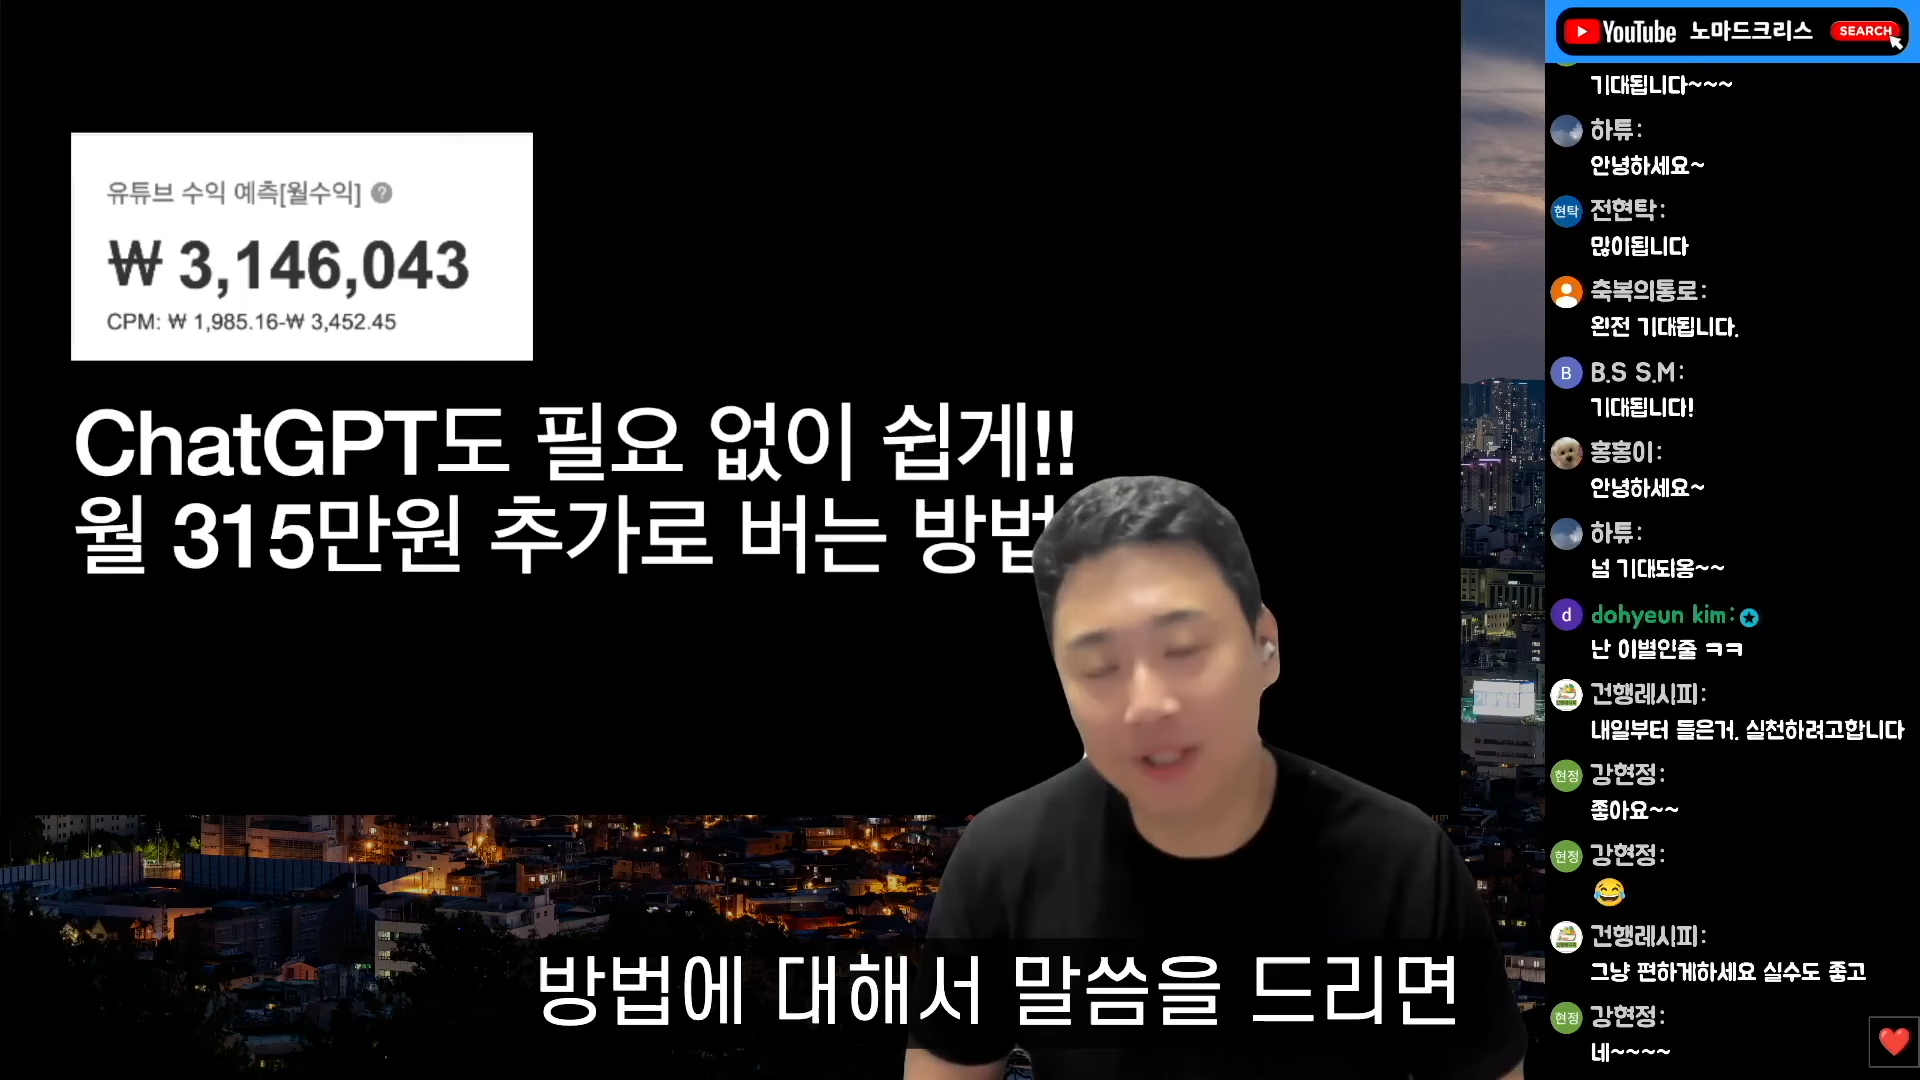 유튜브 수익 예측[월수익] ?
₩ 3,146,043
CPM: ₩ 1,985.16-₩ 3,452.45
ChatGPT도 필요 없이 쉽게!!
월 315만원 추가로 버는 방법
방법에 대해서 말씀을 드리면
YouTube 노마드크리스 SEARCH
기대됩니다~~~
하튜:
안녕하세요~
현탁 전현탁:
많이됩니다
축복의통로:
완전 기대됩니다.
B B.S S.M:
기대됩니다!
홍홍이:
안녕하세요~
하튜:
넘 기대되옹~~
d dohyeun kim:
난 이별인줄 ㅋㅋ
건행레시피:
내일부터 들은거. 실천하려고합니다
현정 강현정:
좋아요~~
현정 강현정:
😂
건행레시피:
그냥 편하게하세요 실수도 좋고
현정 강현정:
네~~~~